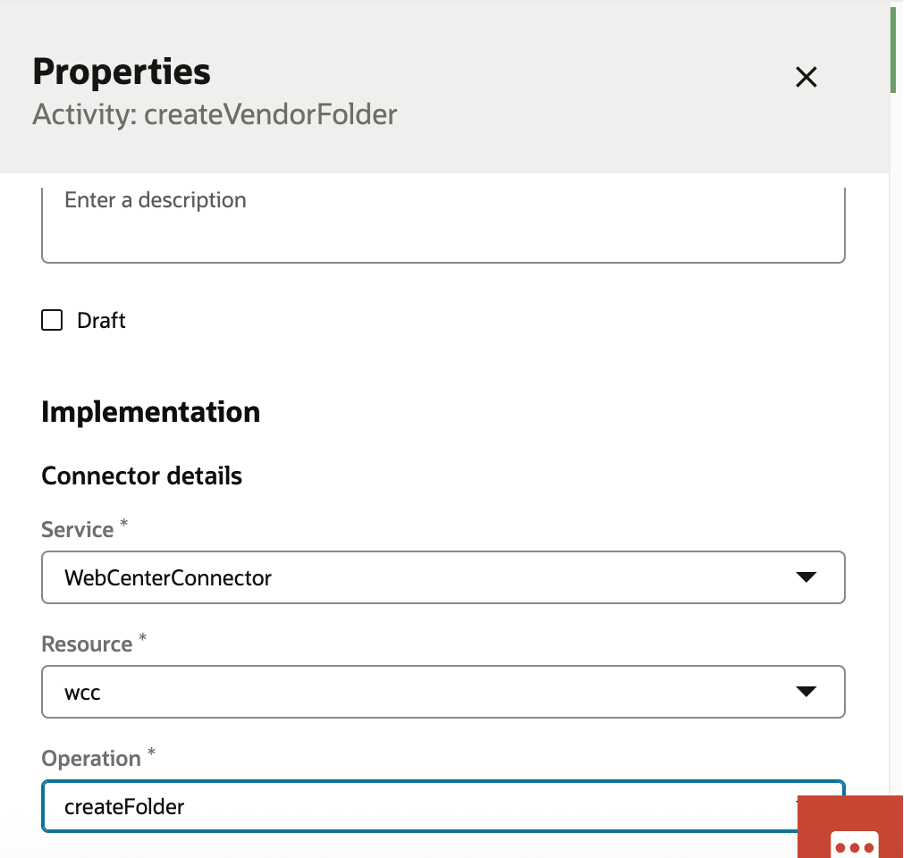 Properties
Activity: createVendorFolder
Enter a description
Draft
Implementation
Connector details
Service *
WebCenterConnector
Resource *
wcc
Operation *
createFolder